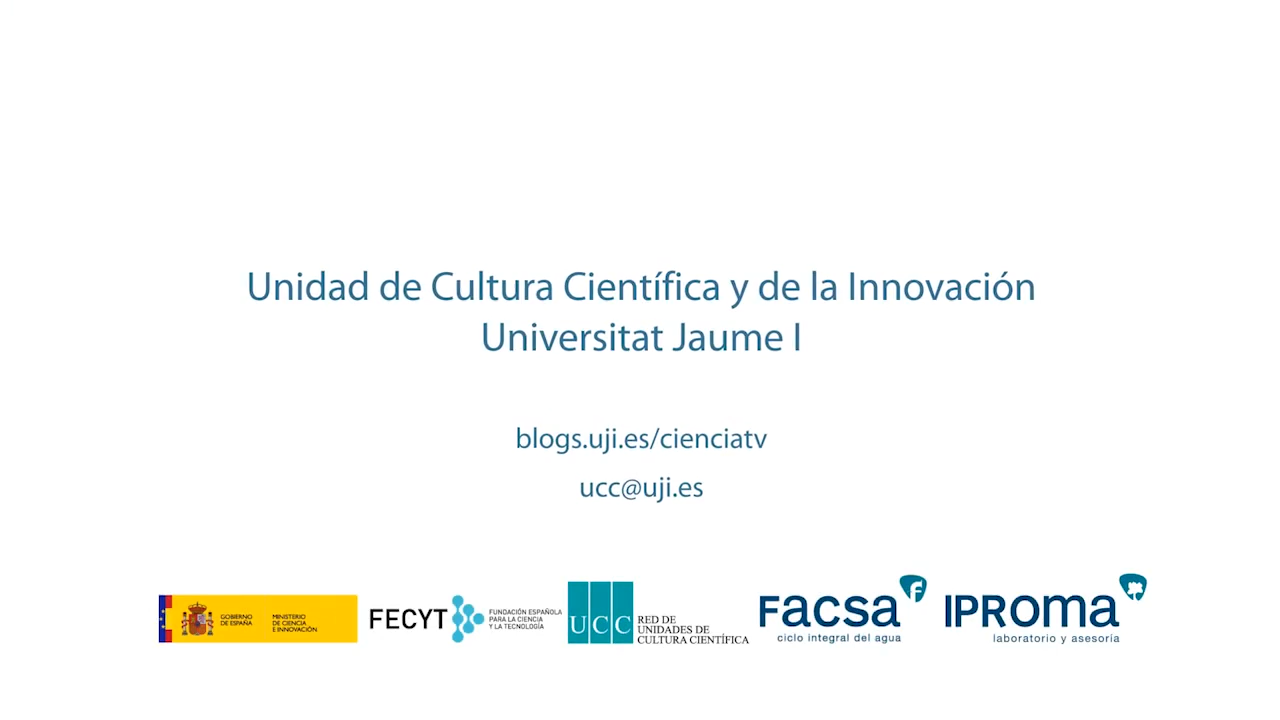 Unidad de Cultura Científica y de la Innovación
Universitat Jaume I
blogs.uji.es/cienciatv
ucc@uji.es
GOBIERNO
DE ESPAÑA
MINISTERIO
DE CIENCIA
E INNOVACIÓN
FECYT
FUNDACIÓN ESPAÑOLA
PARA LA CIENCIA
Y LA TECNOLOGÍA
UCC
RED DE
UNIDADES DE
CULTURA CIENTÍFICA
FACSA
ciclo integral del agua
IPROMA
laboratorio y asesoría